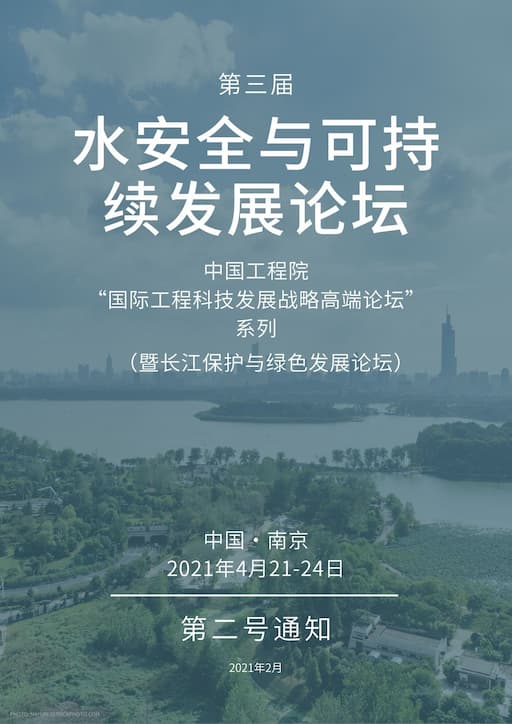 第三届
水安全与可持
续发展论坛
中国工程院
“国际工程科技发展战略高端论坛”
系列
（暨长江保护与绿色发展论坛）
中国·南京
2021年4月21-24日
第二号通知
2021年2月